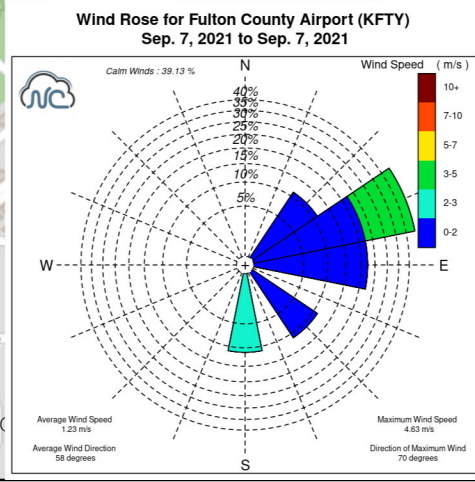 Wind Rose for Fulton County Airport (KFTY)
Sep. 7, 2021 to Sep. 7, 2021
Calm Winds : 39.13 %
N
Wind Speed ( m/s )
10+
7-10
5-7
3-5
2-3
0-2
40%
35%
30%
25%
20%
15%
10%
5%
NC
W
E
S
Average Wind Speed
1.23 m/s
Average Wind Direction
58 degrees
Maximum Wind Speed
4.63 m/s
Direction of Maximum Wind
70 degrees